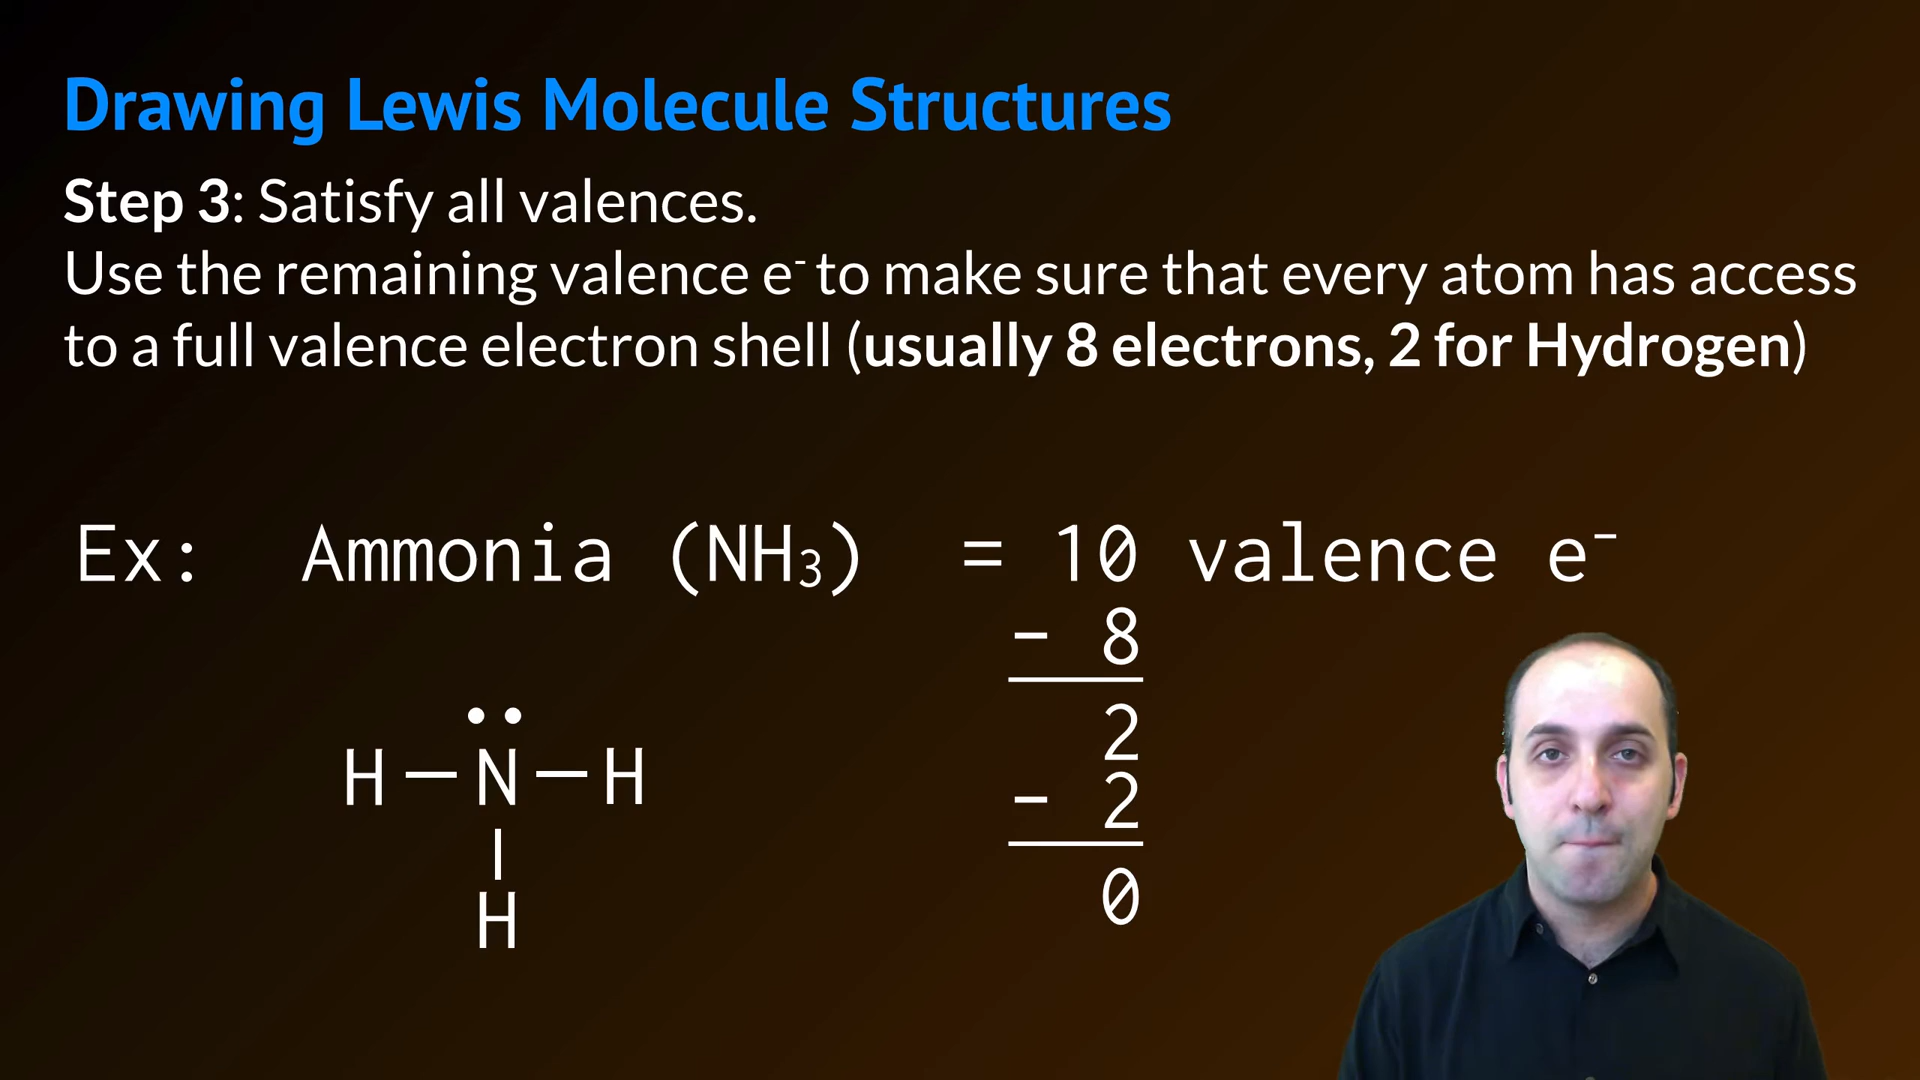 Drawing Lewis Molecule Structures
Step 3: Satisfy all valences.
Use the remaining valence e⁻ to make sure that every atom has access
to a full valence electron shell (usually 8 electrons, 2 for Hydrogen)
Ex: Ammonia (NH₃) = 10 valence e⁻
− 8
2
− 2
0
H − N − H
H